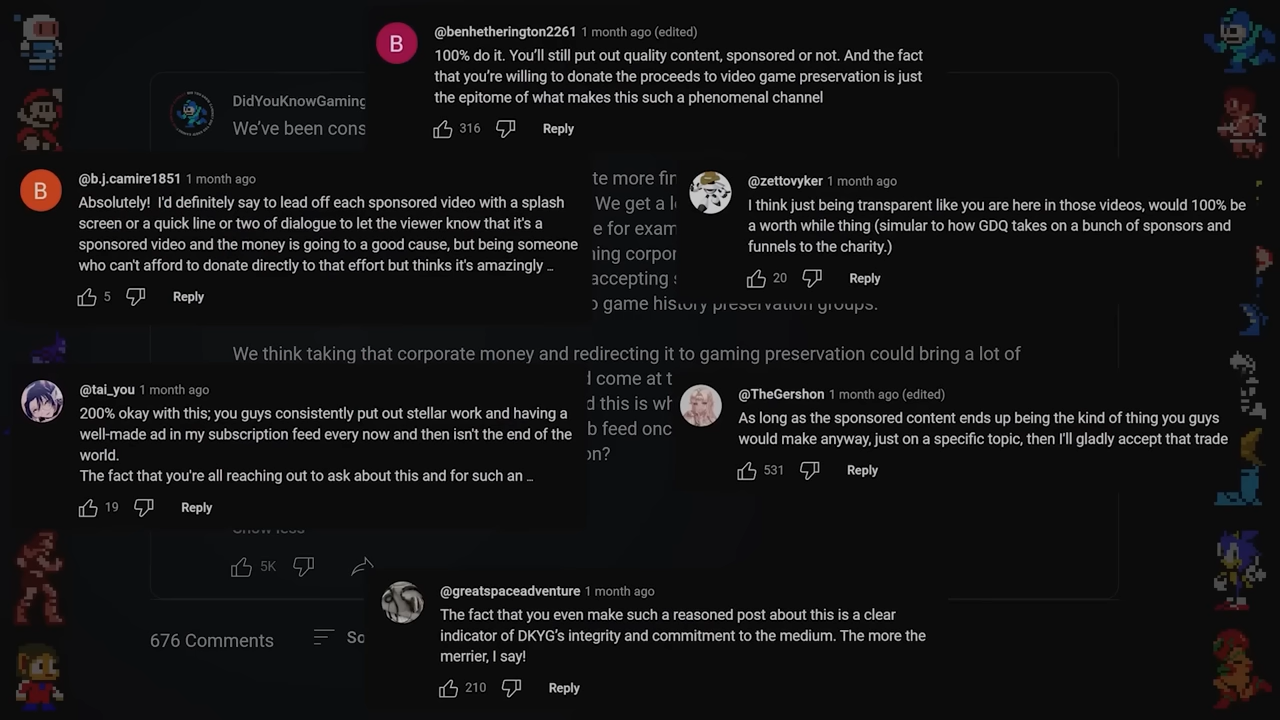 @benhetherington2261 1 month ago (edited)
100% do it. You'll still put out quality content, sponsored or not. And the fact
that you're willing to donate the proceeds to video game preservation is just
the epitome of what makes this such a phenomenal channel
316 Reply
DidYouKnowGaming
We've been cons
@b.j.camire1851 1 month ago
Absolutely! I'd definitely say to lead off each sponsored video with a splash
screen or a quick line or two of dialogue to let the viewer know that it's a
sponsored video and the money is going to a good cause, but being someone
who can't afford to donate directly to that effort but thinks it's amazingly ...
5 Reply
te more fin
We get a l
e for exam
ing corpor
accepting
o game history preservation groups.
@zettovyker 1 month ago
I think just being transparent like you are here in those videos, would 100% be
a worth while thing (simular to how GDQ takes on a bunch of sponsors and
funnels to the charity.)
20 Reply
We think taking that corporate money and redirecting it to gaming preservation could bring a lot of
d come at t
d this is wh
b feed onc
on?
@tai_you 1 month ago
200% okay with this; you guys consistently put out stellar work and having a
well-made ad in my subscription feed every now and then isn't the end of the
world.
The fact that you're all reaching out to ask about this and for such an ...
19 Reply
@TheGershon 1 month ago (edited)
As long as the sponsored content ends up being the kind of thing you guys
would make anyway, just on a specific topic, then I'll gladly accept that trade
531 Reply
Show less
5K
@greatspaceadventure 1 month ago
The fact that you even make such a reasoned post about this is a clear
indicator of DKYG's integrity and commitment to the medium. The more the
merrier, I say!
210 Reply
676 Comments So